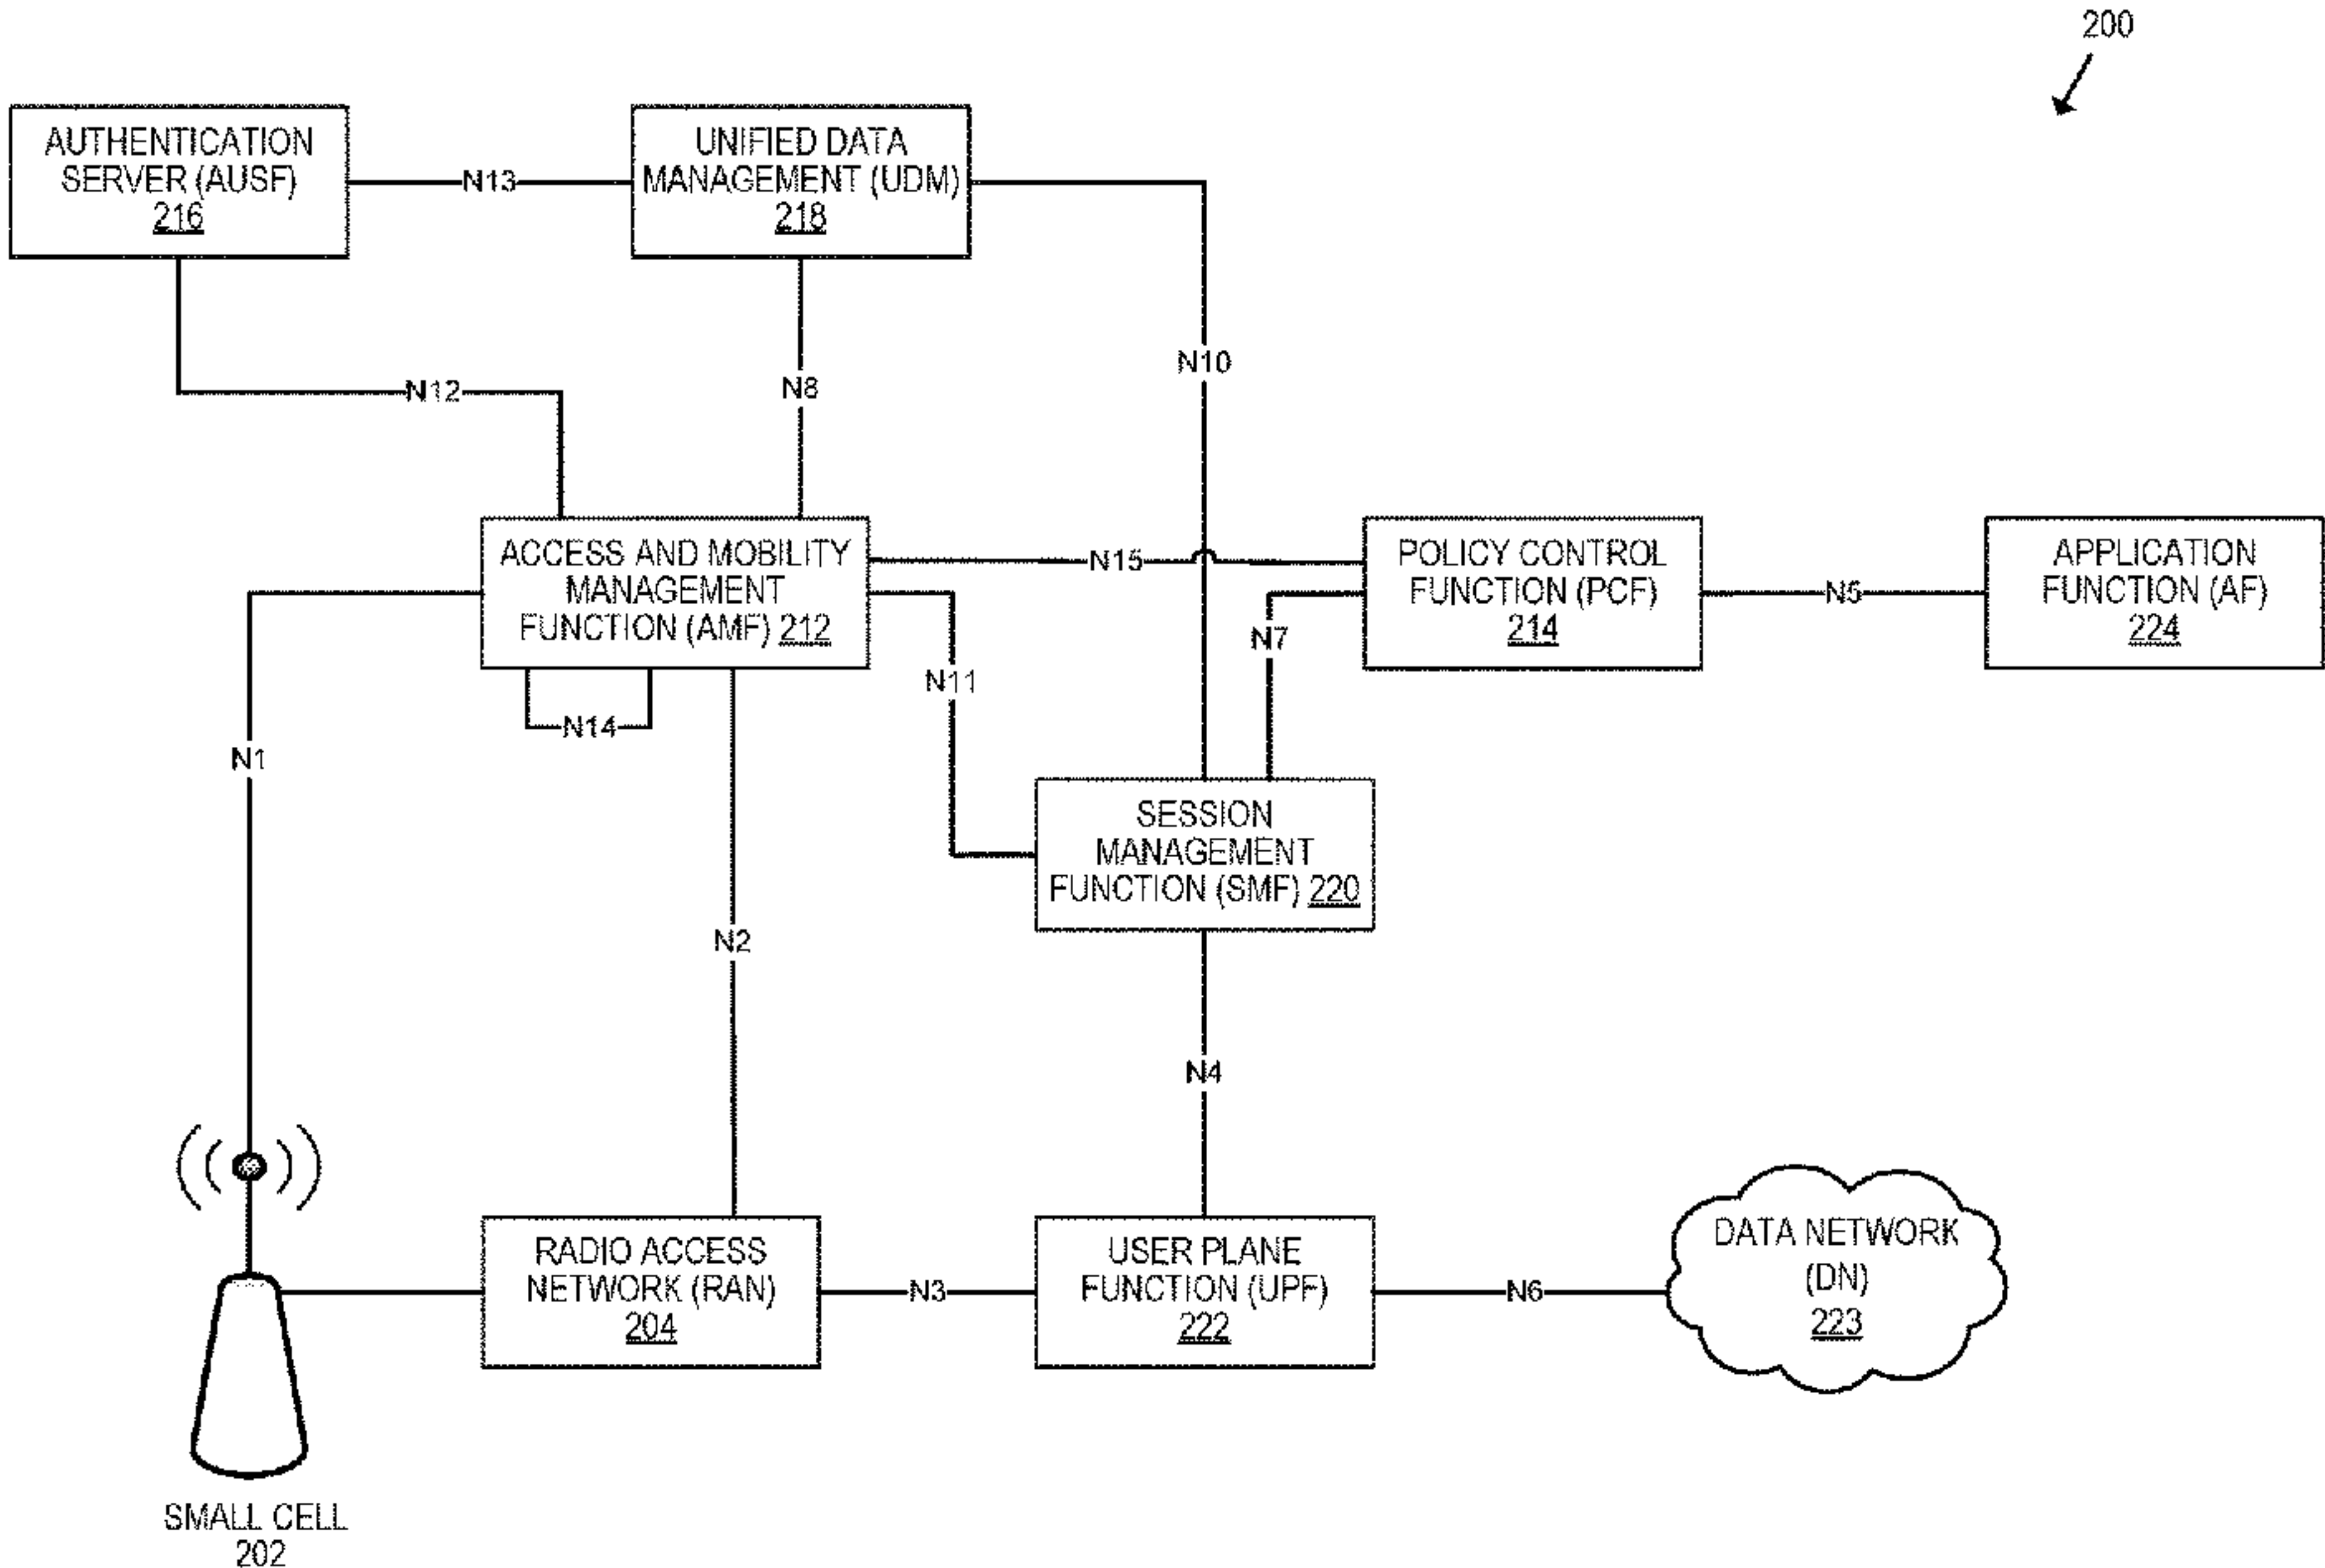 200
AUTHENTICATION
SERVER (AUSF)
216
N13
UNIFIED DATA
MANAGEMENT (UDM)
218
N10
N12
N8
ACCESS AND MOBILITY
MANAGEMENT
FUNCTION (AMF) 212
N15
POLICY CONTROL
FUNCTION (PCF)
214
N5
APPLICATION
FUNCTION (AF)
224
N7
N11
N14
N1
SESSION
MANAGEMENT
FUNCTION (SMF) 220
N2
N4
RADIO ACCESS
NETWORK (RAN)
204
N3
USER PLANE
FUNCTION (UPF)
222
N6
DATA NETWORK
(DN)
223
SMALL CELL
202